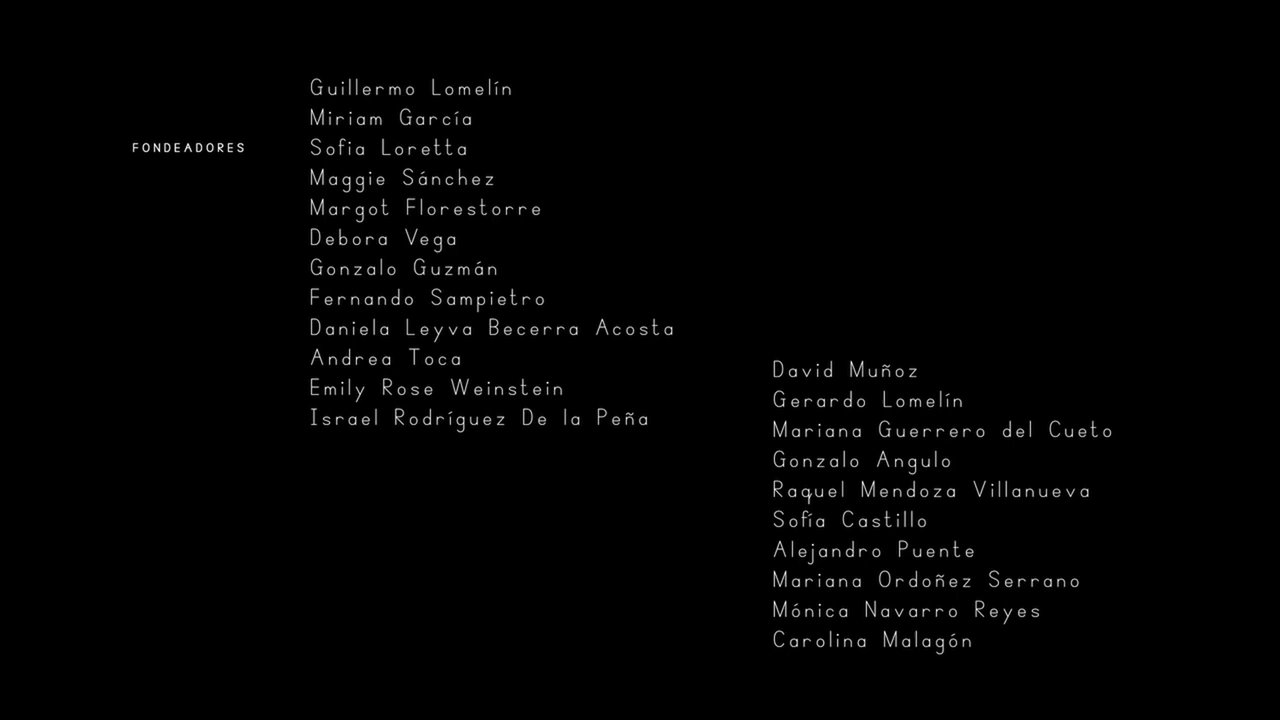 FONDEADORES
Guillermo Lomelín
Miriam García
Sofia Loretta
Maggie Sánchez
Margot Florestorre
Debora Vega
Gonzalo Guzmán
Fernando Sampietro
Daniela Leyva Becerra Acosta
Andrea Toca
Emily Rose Weinstein
Israel Rodríguez De la Peña
David Muñoz
Gerardo Lomelín
Mariana Guerrero del Cueto
Gonzalo Angulo
Raquel Mendoza Villanueva
Sofía Castillo
Alejandro Puente
Mariana Ordoñez Serrano
Mónica Navarro Reyes
Carolina Malagón